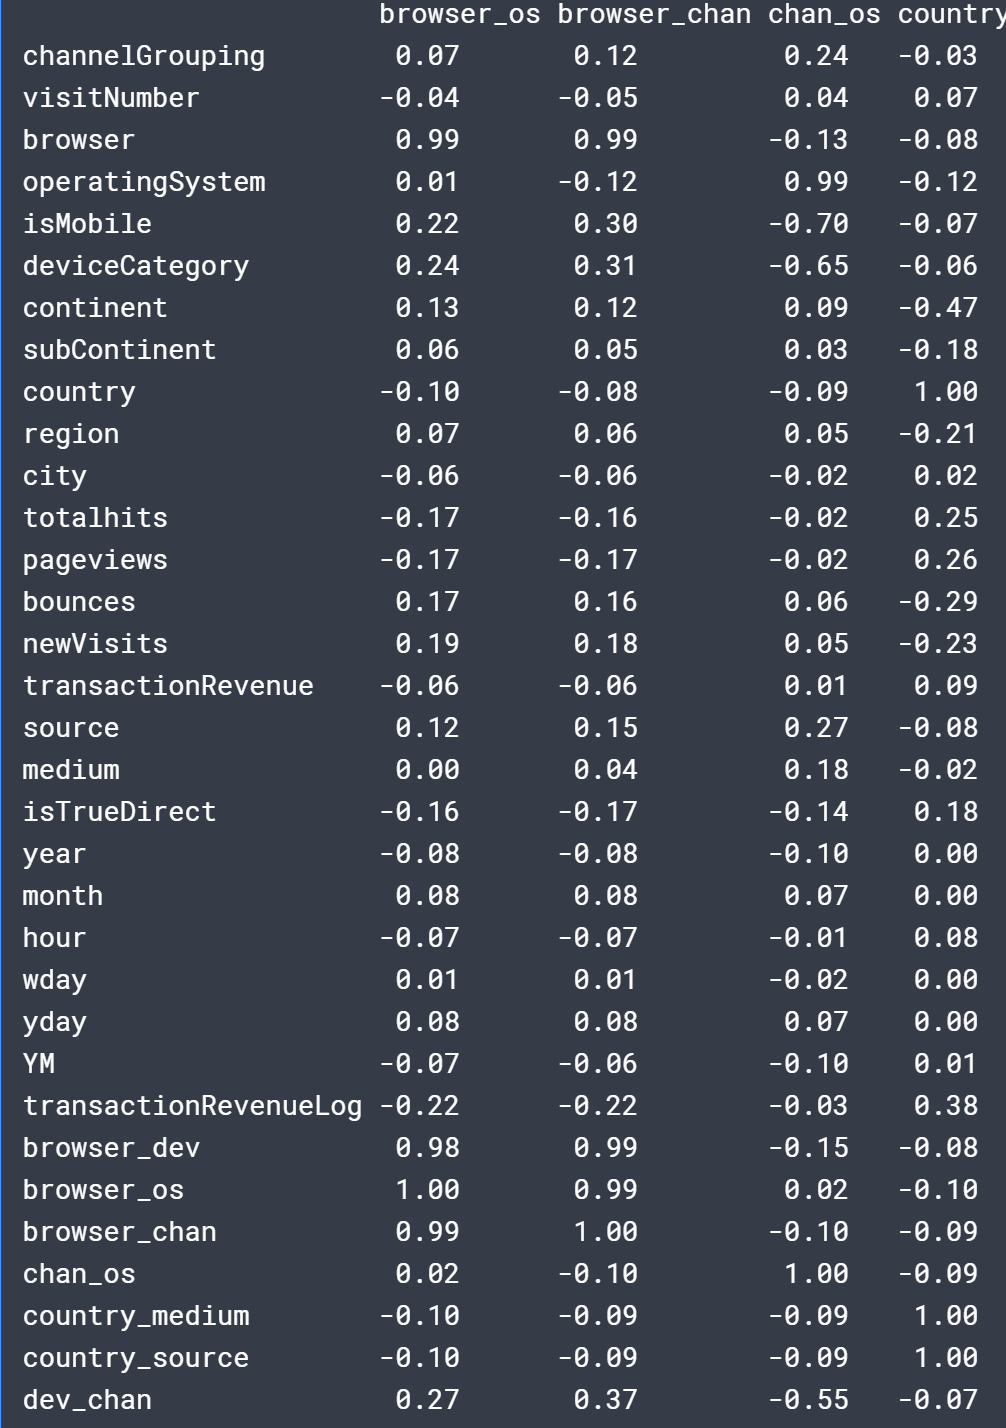 browser_os browser_chan chan_os country
channelGrouping 0.07 0.12 0.24 -0.03
visitNumber -0.04 -0.05 0.04 0.07
browser 0.99 0.99 -0.13 -0.08
operatingSystem 0.01 -0.12 0.99 -0.12
isMobile 0.22 0.30 -0.70 -0.07
deviceCategory 0.24 0.31 -0.65 -0.06
continent 0.13 0.12 0.09 -0.47
subContinent 0.06 0.05 0.03 -0.18
country -0.10 -0.08 -0.09 1.00
region 0.07 0.06 0.05 -0.21
city -0.06 -0.06 -0.02 0.02
totalhits -0.17 -0.16 -0.02 0.25
pageviews -0.17 -0.17 -0.02 0.26
bounces 0.17 0.16 0.06 -0.29
newVisits 0.19 0.18 0.05 -0.23
transactionRevenue -0.06 -0.06 0.01 0.09
source 0.12 0.15 0.27 -0.08
medium 0.00 0.04 0.18 -0.02
isTrueDirect -0.16 -0.17 -0.14 0.18
year -0.08 -0.08 -0.10 0.00
month 0.08 0.08 0.07 0.00
hour -0.07 -0.07 -0.01 0.08
wday 0.01 0.01 -0.02 0.00
yday 0.08 0.08 0.07 0.00
YM -0.07 -0.06 -0.10 0.01
transactionRevenueLog -0.22 -0.22 -0.03 0.38
browser_dev 0.98 0.99 -0.15 -0.08
browser_os 1.00 0.99 0.02 -0.10
browser_chan 0.99 1.00 -0.10 -0.09
chan_os 0.02 -0.10 1.00 -0.09
country_medium -0.10 -0.09 -0.09 1.00
country_source -0.10 -0.09 -0.09 1.00
dev_chan 0.27 0.37 -0.55 -0.07